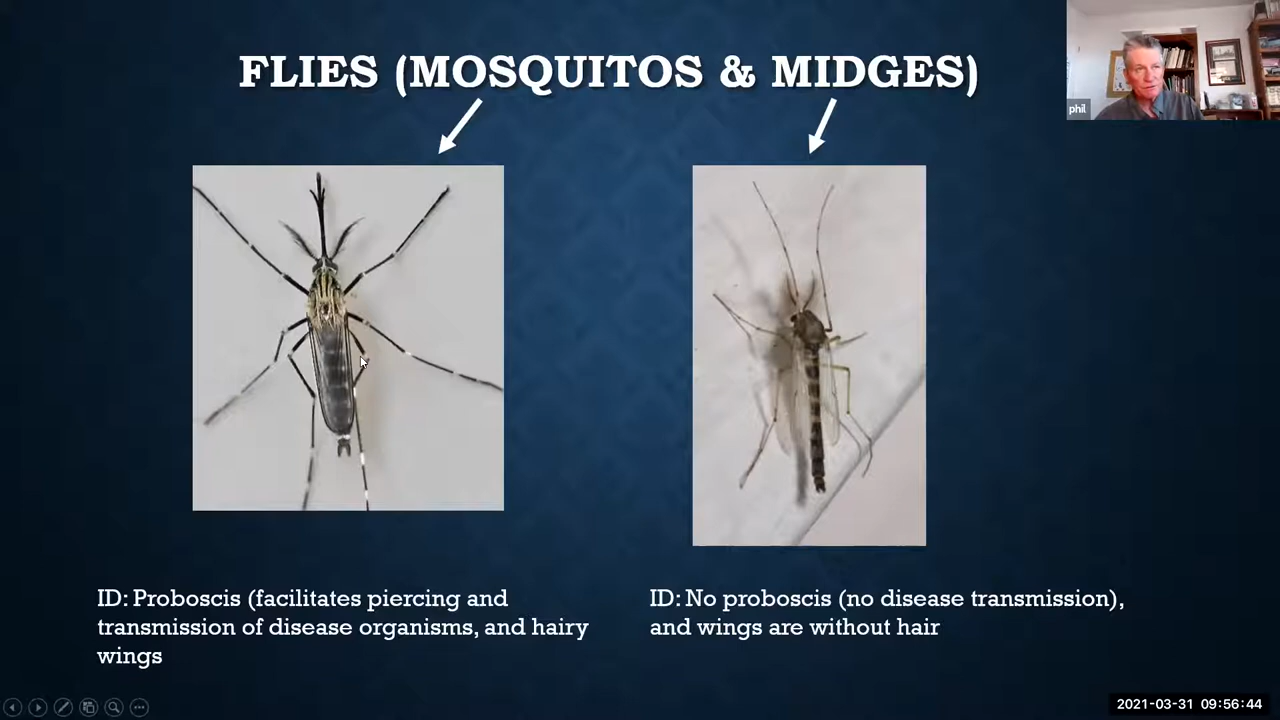 FLIES (MOSQUITOS & MIDGES)
phil
ID: Proboscis (facilitates piercing and
transmission of disease organisms, and hairy
wings
ID: No proboscis (no disease transmission),
and wings are without hair
2021-03-31 09:56:44